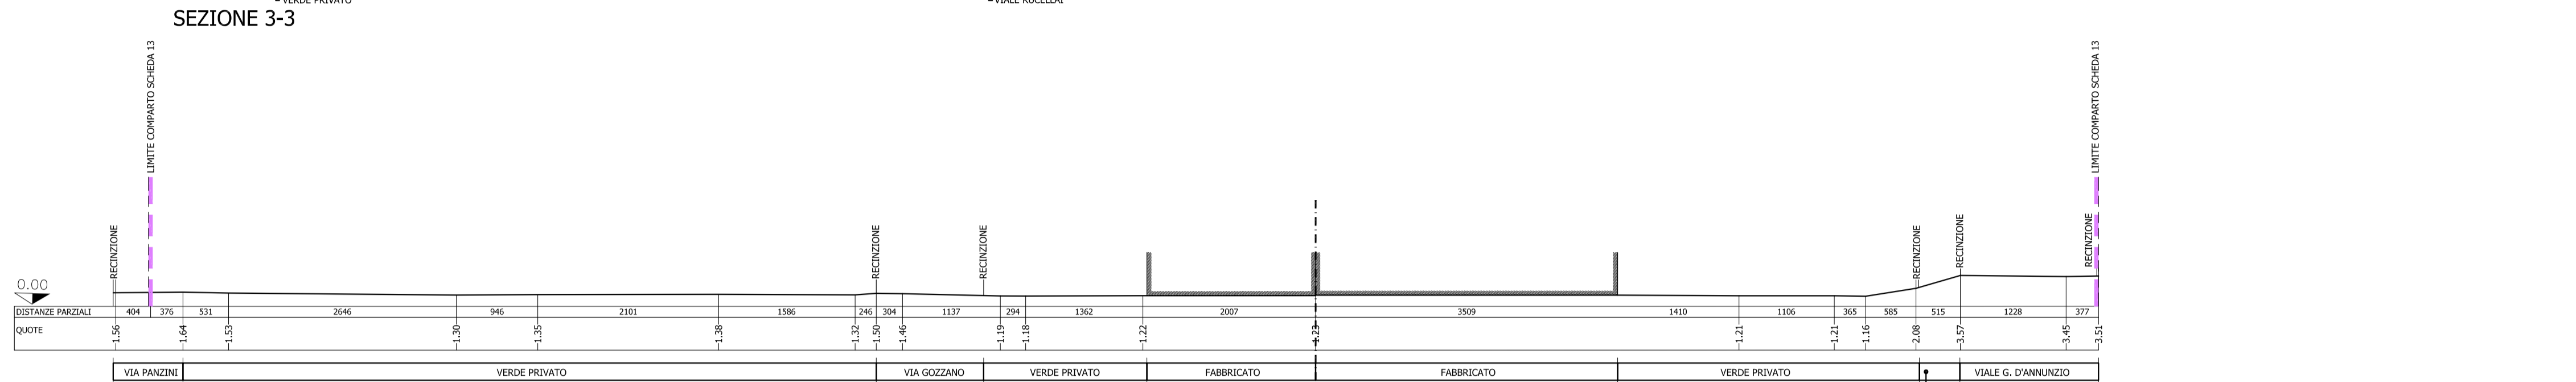 SEZIONE 3-3
LIMITE COMPARTO SCHEDA 13
LIMITE COMPARTO SCHEDA 13
RECINZIONE
RECINZIONE
RECINZIONE
RECINZIONE
RECINZIONE
RECINZIONE
0.00
DISTANZE PARZIALI 404 376 531 2646 946 2101 1586 246 304 1137 294 1362 2007 3509 1410 1106 365 585 515 1228 377
QUOTE 1.56 1.64 1.53 1.30 1.35 1.38 1.32 1.50 1.46 1.19 1.18 1.22 1.23 1.21 1.21 1.16 2.08 3.57 3.45 3.51
VIA PANZINI VERDE PRIVATO VIA GOZZANO VERDE PRIVATO FABBRICATO FABBRICATO VERDE PRIVATO VIALE G. D'ANNUNZIO